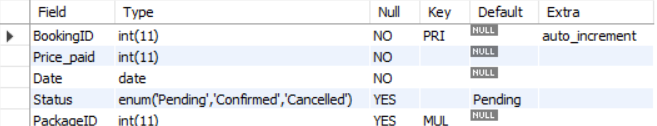 Field Type Null Key Default Extra
BookingID int(11) NO PRI NULL auto_increment
Price_paid int(11) NO NULL
Date date NO NULL
Status enum('Pending','Confirmed','Cancelled') YES Pending
PackageID int(11) YES MUL NULL